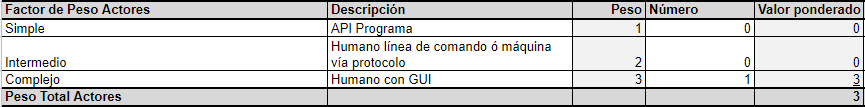 Factor de Peso Actores Descripción Peso Número Valor ponderado
Simple API Programa 1 0 0
Humano línea de comando ó máquina
Intermedio vía protocolo 2 0 0
Complejo Humano con GUI 3 1 3
Peso Total Actores 3